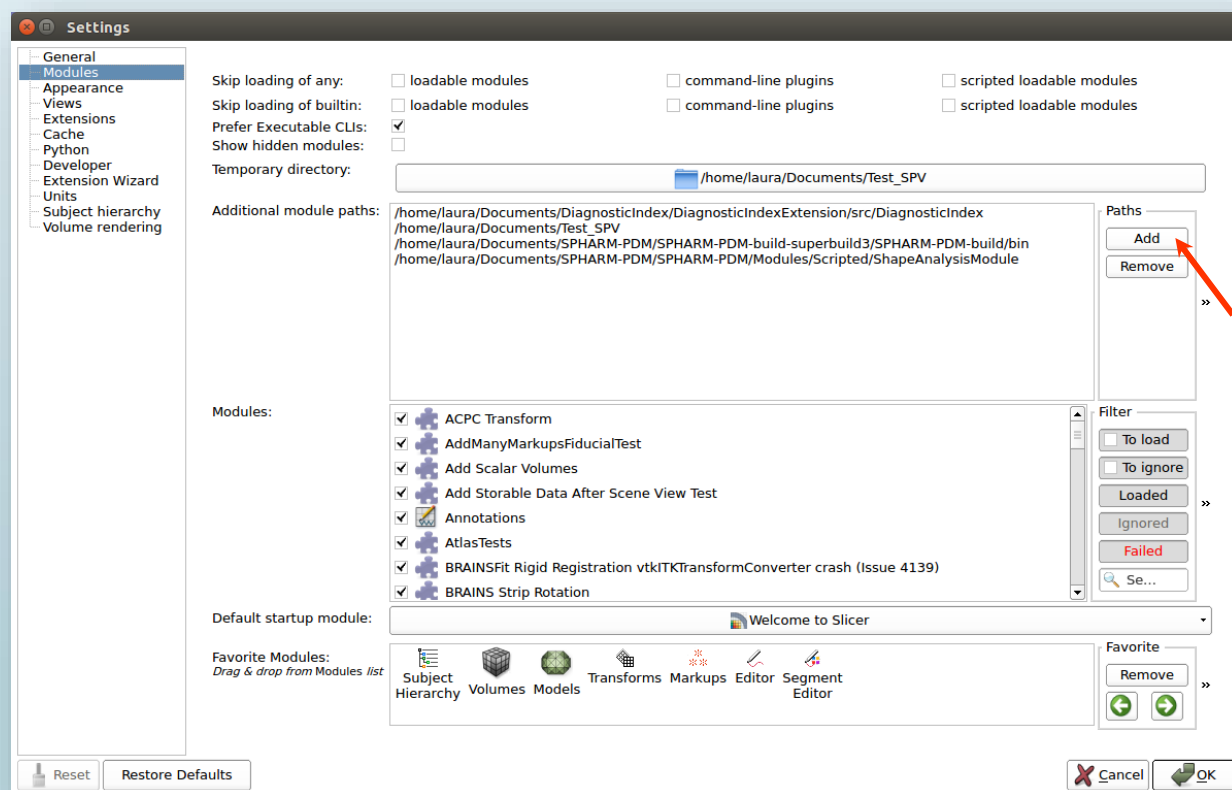 Settings
General
Modules
Appearance
Views
Extensions
Cache
Python
Developer
Extension Wizard
Units
Subject hierarchy
Volume rendering
Skip loading of any: loadable modules command-line plugins scripted loadable modules
Skip loading of builtin: loadable modules command-line plugins scripted loadable modules
Prefer Executable CLIs:
Show hidden modules:
Temporary directory: /home/laura/Documents/Test_SPV
Additional module paths:
/home/laura/Documents/DiagnosticIndex/DiagnosticIndexExtension/src/DiagnosticIndex
/home/laura/Documents/Test_SPV
/home/laura/Documents/SPHARM-PDM/SPHARM-PDM-build-superbuild3/SPHARM-PDM-build/bin
/home/laura/Documents/SPHARM-PDM/SPHARM-PDM/Modules/Scripted/ShapeAnalysisModule
Paths
Add
Remove
»
Modules:
ACPC Transform
AddManyMarkupsFiducialTest
Add Scalar Volumes
Add Storable Data After Scene View Test
Annotations
AtlasTests
BRAINSFit Rigid Registration vtkITKTransformConverter crash (Issue 4139)
BRAINS Strip Rotation
Filter
To load
To ignore
Loaded
Ignored
Failed
Se...
»
Default startup module: Welcome to Slicer
Favorite Modules:
Drag & drop from Modules list
Subject Hierarchy
Volumes
Models
Transforms
Markups
Editor
Segment Editor
Favorite
Remove
»
Reset
Restore Defaults
Cancel
OK